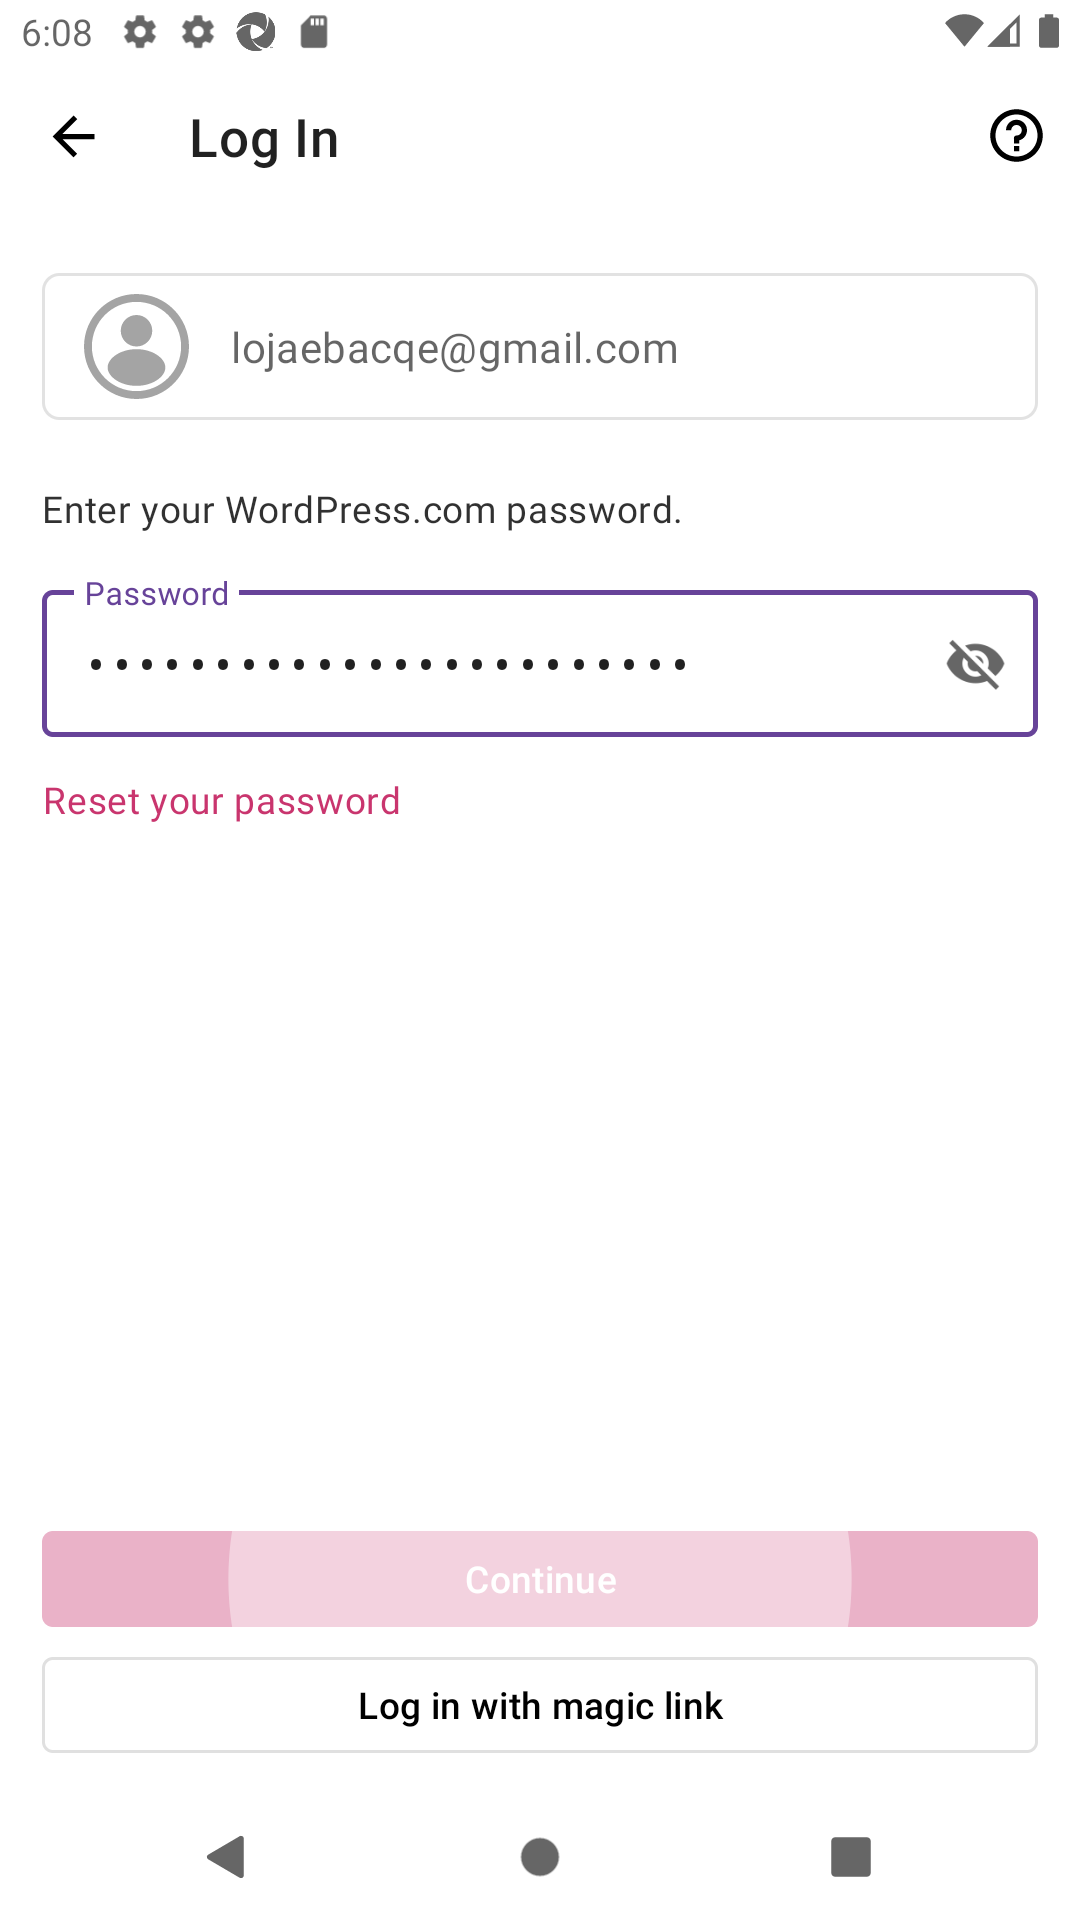 6:08
Log In
lojaebacqe@gmail.com
Enter your WordPress.com password.
Password
••••••••••••••••••••••••
Reset your password
Continue
Log in with magic link